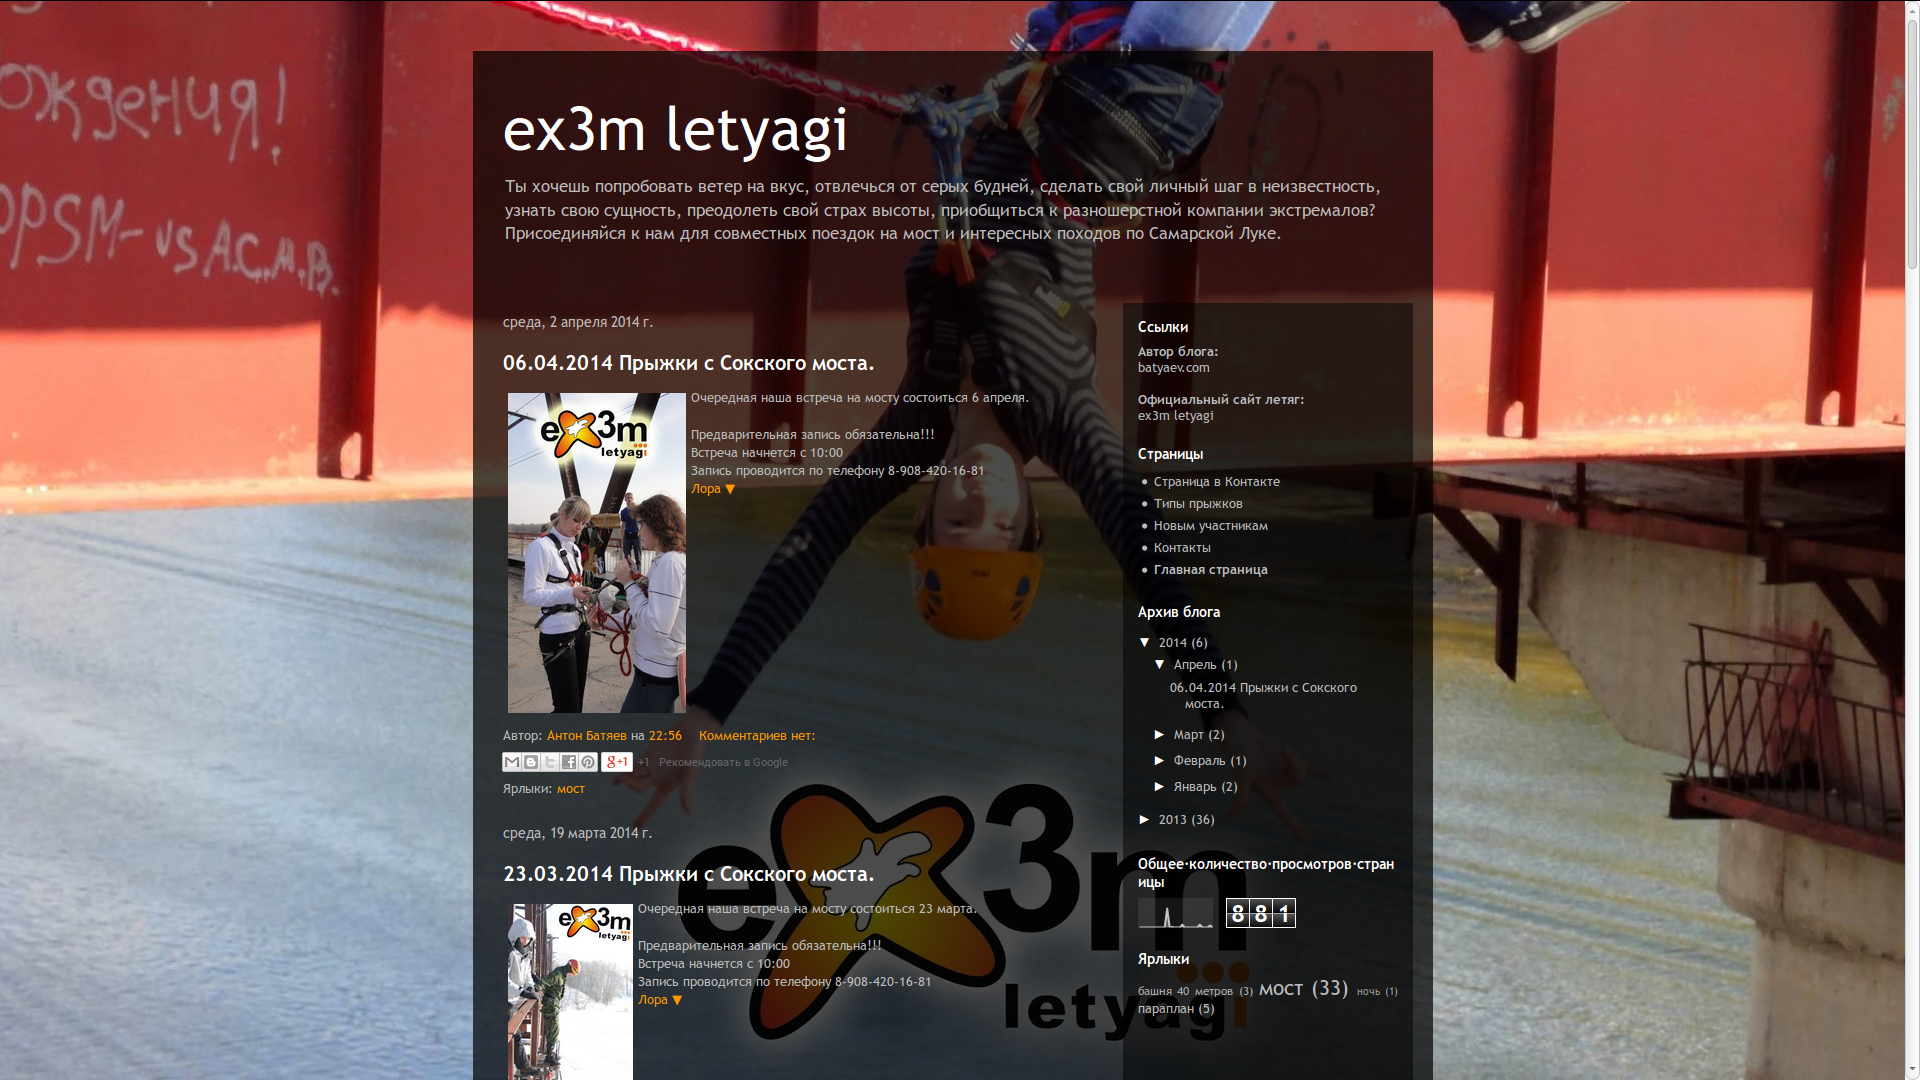 ождения!
OPSM-vs A.C.A.B.
ex3m letyagi
Ты хочешь попробовать ветер на вкус, отвлечься от серых будней, сделать свой личный шаг в неизвестность,
узнать свою сущность, преодолеть свой страх высоты, приобщиться к разношерстной компании экстремалов?
Присоединяйся к нам для совместных поездок на мост и интересных походов по Самарской Луке.
среда, 2 апреля 2014 г.
06.04.2014 Прыжки с Сокского моста.
ex3m
letyagi
Очередная наша встреча на мосту состоиться 6 апреля.
Предварительная запись обязательна!!!
Встреча начнется с 10:00
Запись проводится по телефону 8-908-420-16-81
Лора ▼
Автор: Антон Батяев на 22:56 Комментариев нет:
g+1 +1 Рекомендовать в Google
Ярлыки: мост
среда, 19 марта 2014 г.
23.03.2014 Прыжки с Сокского моста.
ex3m
letyagi
Очередная наша встреча на мосту состоиться 23 марта.
Предварительная запись обязательна!!!
Встреча начнется с 10:00
Запись проводится по телефону 8-908-420-16-81
Лора ▼
ex3m
letyagi
Ссылки
Автор блога:
batyaev.com
Официальный сайт летяг:
ex3m letyagi
Страницы
Страница в Контакте
Типы прыжков
Новым участникам
Контакты
Главная страница
Архив блога
▼ 2014 (6)
▼ Апрель (1)
06.04.2014 Прыжки с Сокского
моста.
► Март (2)
► Февраль (1)
► Январь (2)
► 2013 (36)
Общее·количество·просмотров·стран
ицы
881
Ярлыки
башня 40 метров (3) мост (33) ночь (1)
параплан (5)